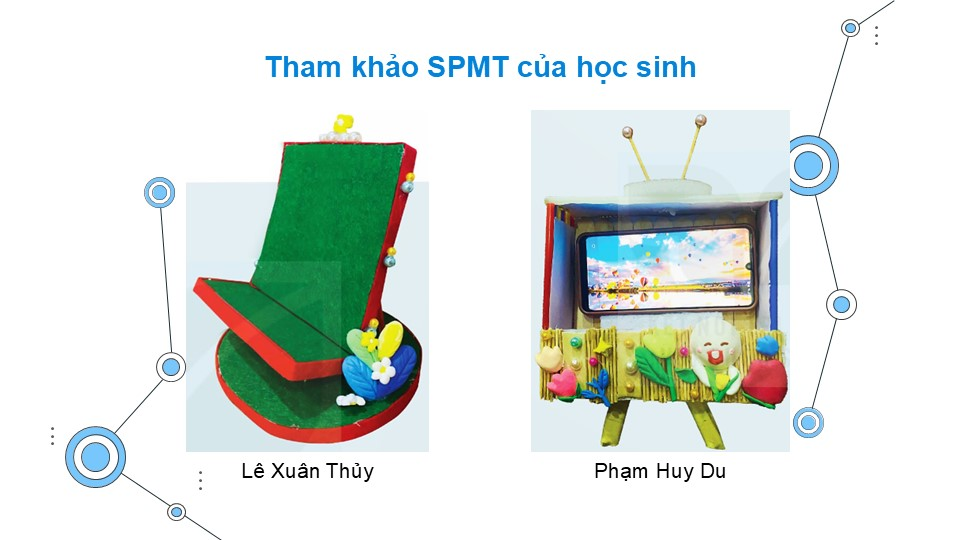 Tham khảo SPMT của học sinh
Lê Xuân Thủy
Phạm Huy Du